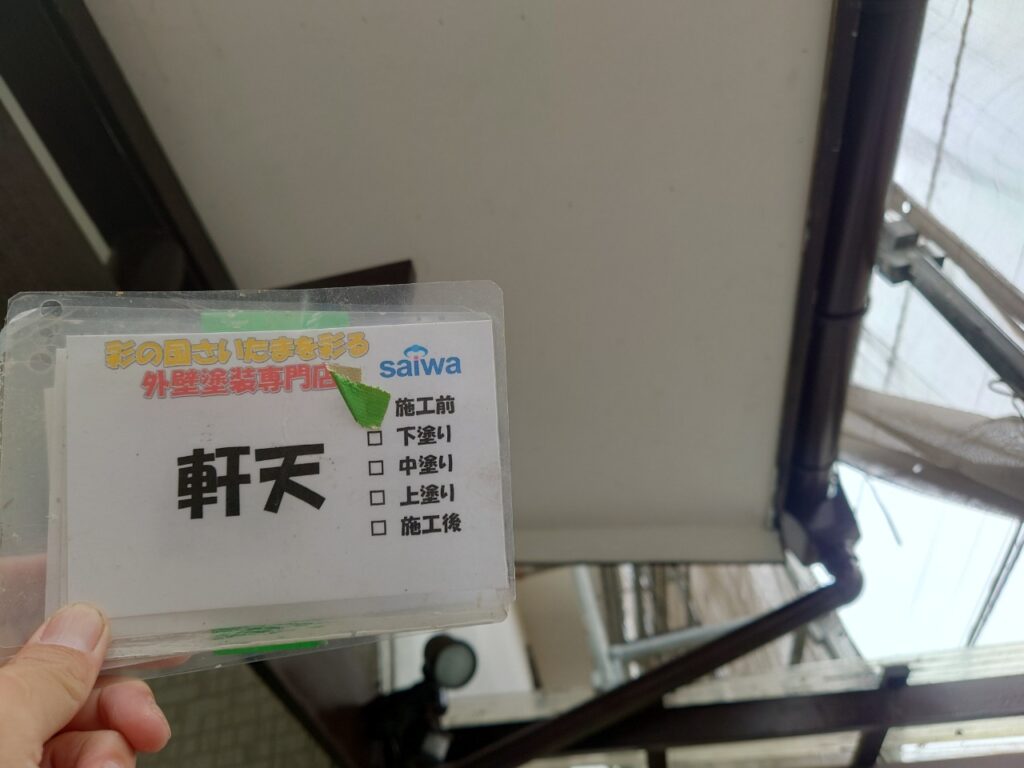 彩の国さいたまを彩る
外壁塗装専門店
saiwa
軒天
施工前
□ 下塗り
□ 中塗り
□ 上塗り
□ 施工後